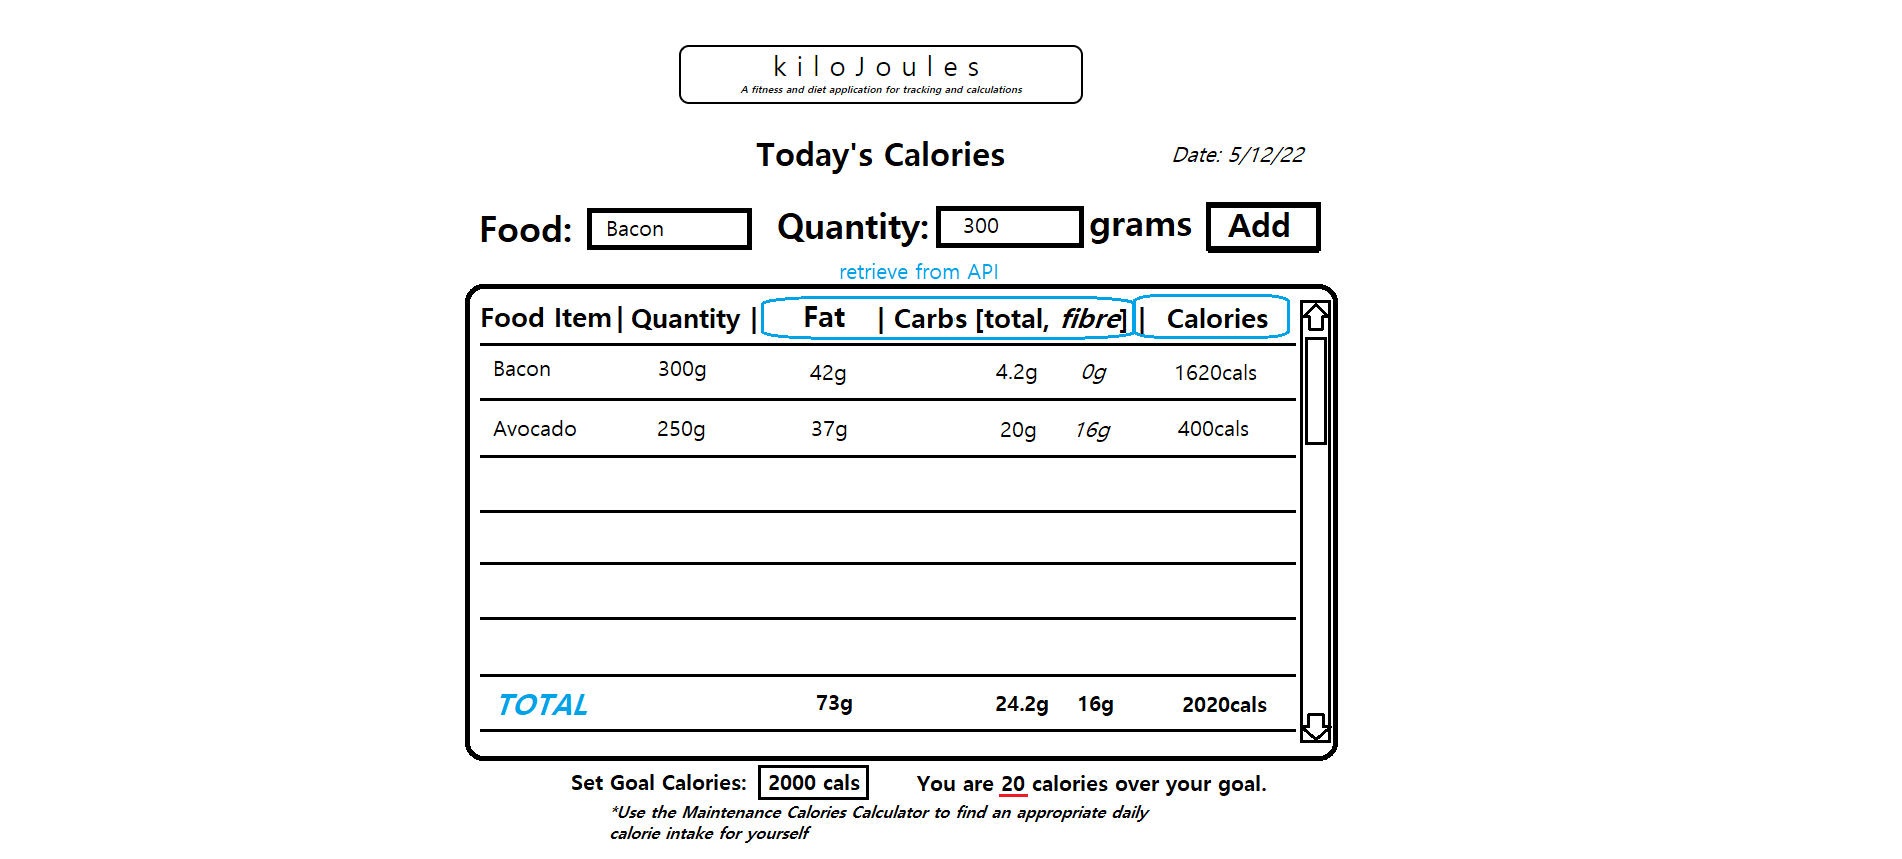 kiloJoules
A fitness and diet application for tracking and calculations
Today's Calories
Date: 5/12/22
Food: Bacon Quantity: 300 grams Add
retrieve from API
Food Item | Quantity | Fat | Carbs [total, fibre] | Calories
Bacon 300g 42g 4.2g 0g 1620cals
Avocado 250g 37g 20g 16g 400cals
TOTAL 73g 24.2g 16g 2020cals
Set Goal Calories: 2000 cals You are 20 calories over your goal.
*Use the Maintenance Calories Calculator to find an appropriate daily
calorie intake for yourself